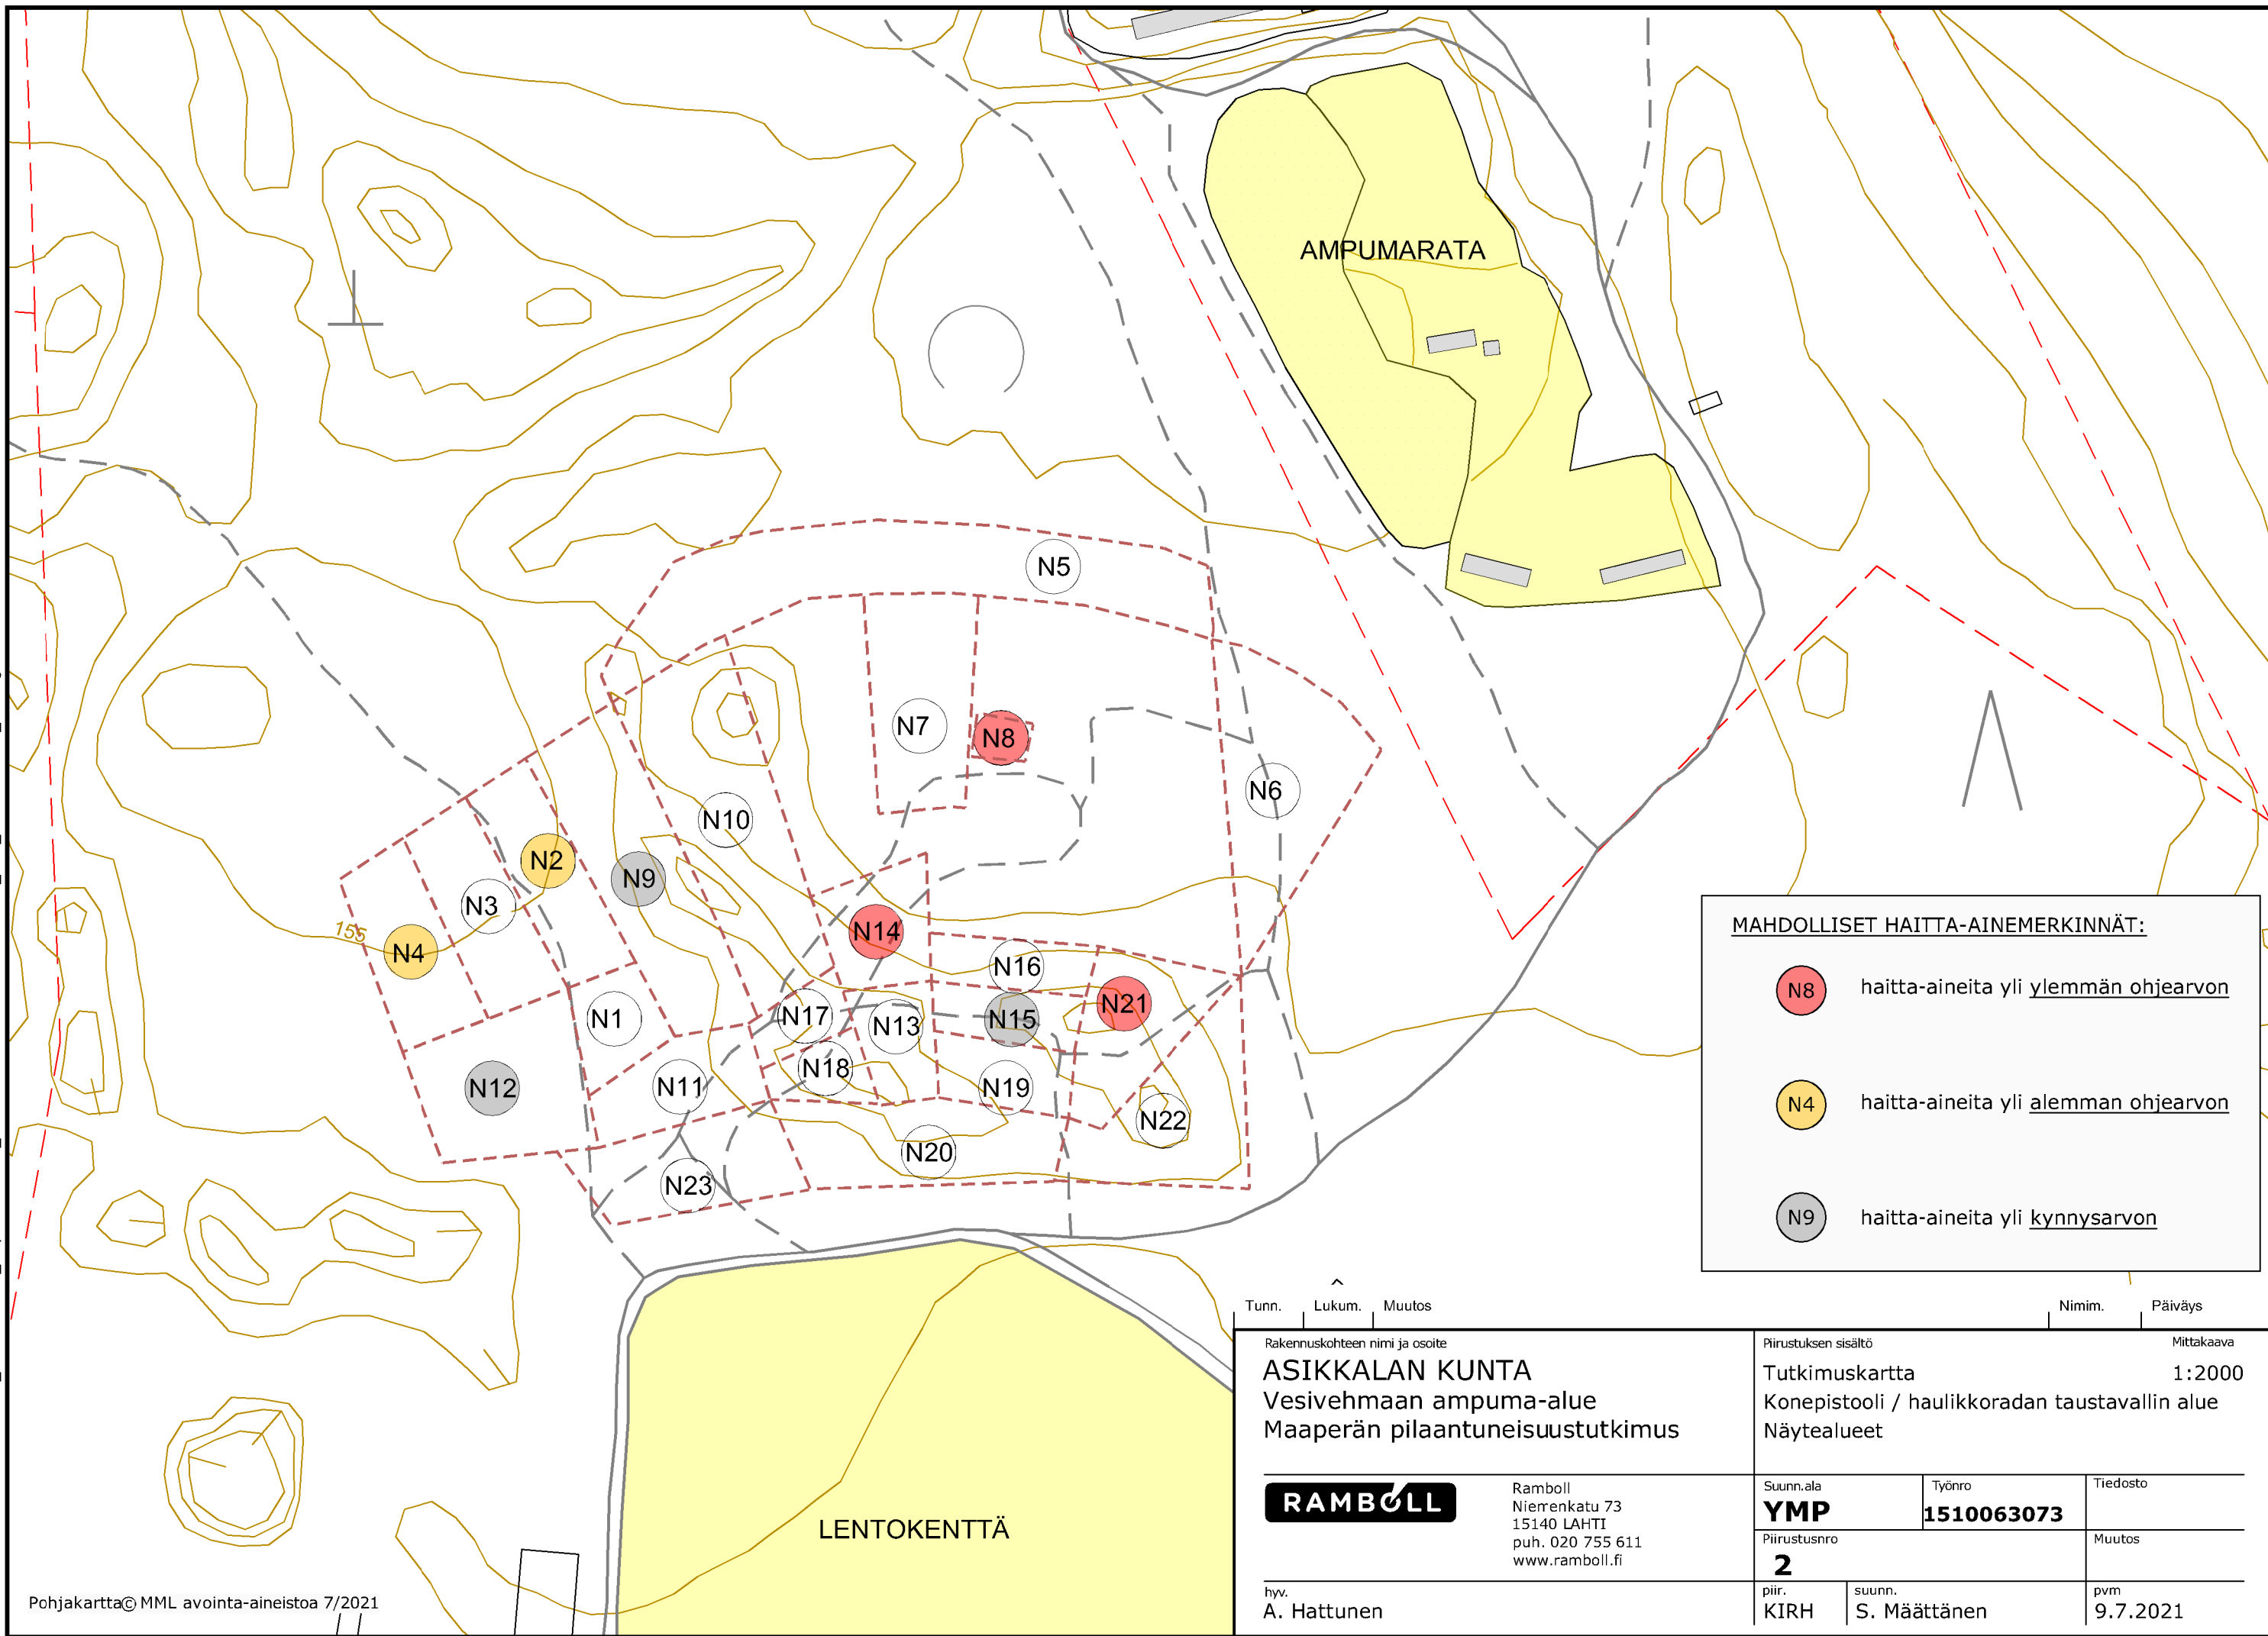 AMPUMARATA
N5
N7
N8
N6
N10
N2
N9
N3
N14
N4
155
N16
N21
N1
N17
N13
N15
N12
N11
N18
N19
N22
N20
N23
LENTOKENTTÄ
MAHDOLLISET HAITTA-AINEMERKINNÄT:
N8 haitta-aineita yli ylemmän ohjearvon
N4 haitta-aineita yli alemman ohjearvon
N9 haitta-aineita yli kynnysarvon
Tunn. Lukum. Muutos Nimim. Päiväys
Rakennuskohteen nimi ja osoite
ASIKKALAN KUNTA
Vesivehmaan ampuma-alue
Maaperän pilaantuneisuustutkimus
Piirustuksen sisältö Mittakaava
Tutkimuskartta 1:2000
Konepistooli / haulikkoradan taustavallin alue
Näytealueet
RAMBOLL
Ramboll
Niemenkatu 73
15140 LAHTI
puh. 020 755 611
www.ramboll.fi
Suunn.ala Työnro Tiedosto
YMP 1510063073
Piirustusnro Muutos
2
hyv.
A. Hattunen
piir. suunn. pvm
KIRH S. Määttänen 9.7.2021
Pohjakartta© MML avointa-aineistoa 7/2021